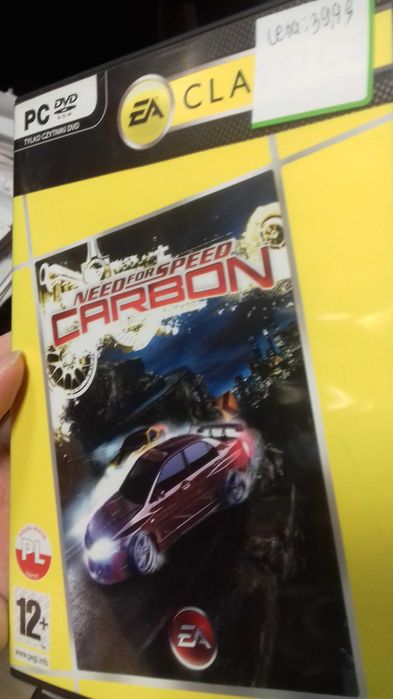 cena: 39,93
PC DVD
ROM
TYLKO CZYTNIKI DVD
EA CLA
NEED FOR SPEED
CARBON
PL
12+
www.pegi.info
EA